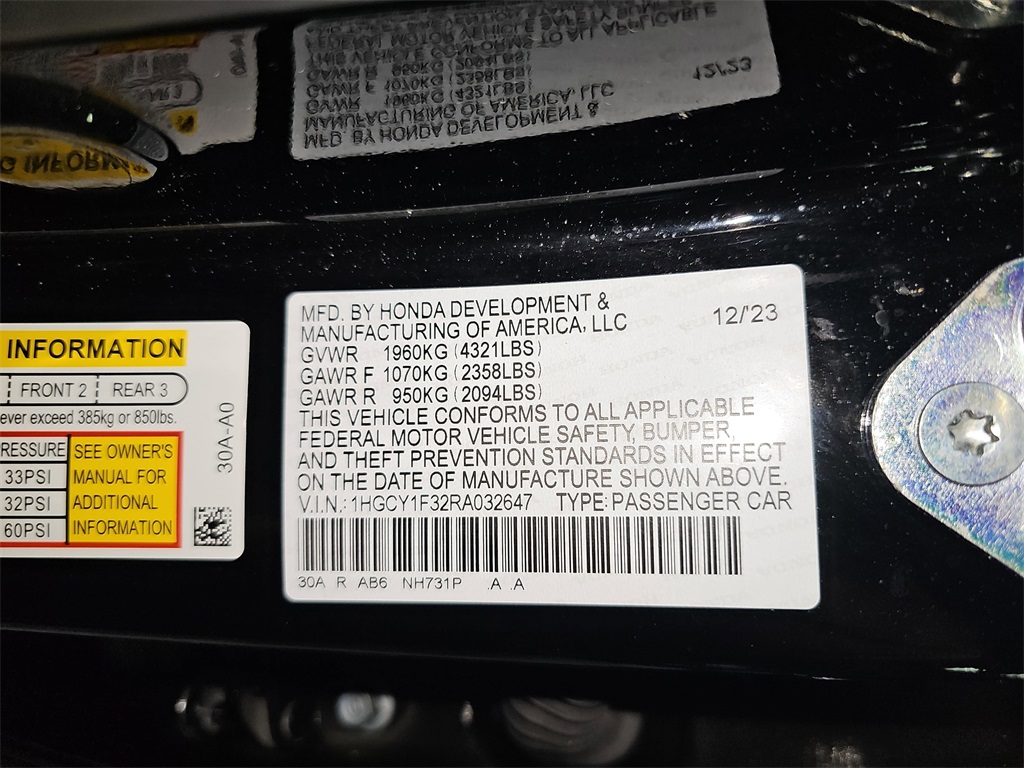 MFD. BY HONDA DEVELOPMENT &
MANUFACTURING OF AMERICA, LLC
12/'23
GVWR 1960KG (4321LBS)
GAWR F 1070KG (2358LBS)
GAWR R 950KG (2094LBS)
THIS VEHICLE CONFORMS TO ALL APPLICABLE
FEDERAL MOTOR VEHICLE SAFETY, BUMPER,
AND THEFT PREVENTION STANDARDS IN EFFECT
ON THE DATE OF MANUFACTURE SHOWN ABOVE.
V.I.N.: 1HGCY1F32RA032647 TYPE: PASSENGER CAR
30A R AB6 NH731P .A .A
INFORMATION
FRONT 2 REAR 3
exceed 385kg or 850lbs.
SEE OWNER'S
33PSI MANUAL FOR
32PSI ADDITIONAL
60PSI INFORMATION
30A-A0